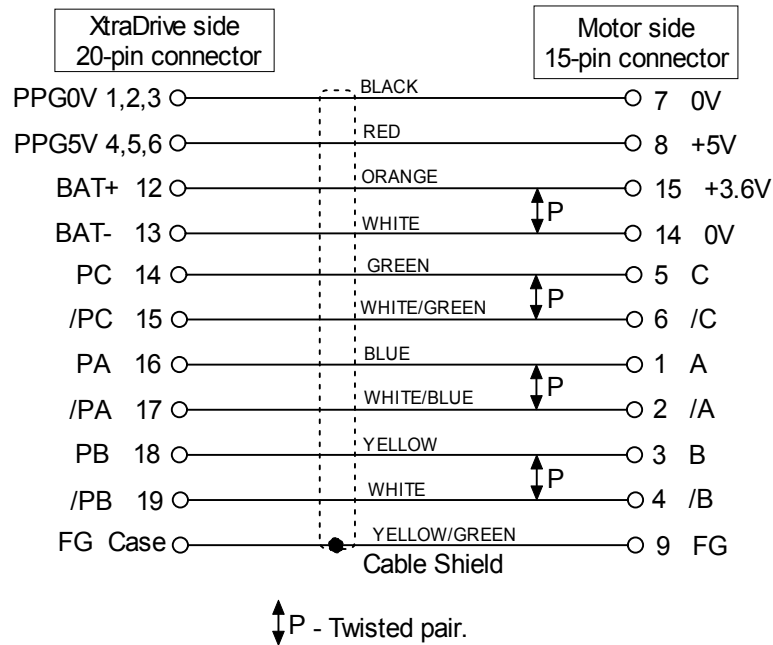 XtraDrive side
20-pin connector
Motor side
15-pin connector
PPG0V 1,2,3 BLACK 7 0V
PPG5V 4,5,6 RED 8 +5V
BAT+ 12 ORANGE 15 +3.6V
P
BAT- 13 WHITE 14 0V
PC 14 GREEN 5 C
P
/PC 15 WHITE/GREEN 6 /C
PA 16 BLUE 1 A
P
/PA 17 WHITE/BLUE 2 /A
PB 18 YELLOW 3 B
P
/PB 19 WHITE 4 /B
FG Case YELLOW/GREEN 9 FG
Cable Shield
P - Twisted pair.